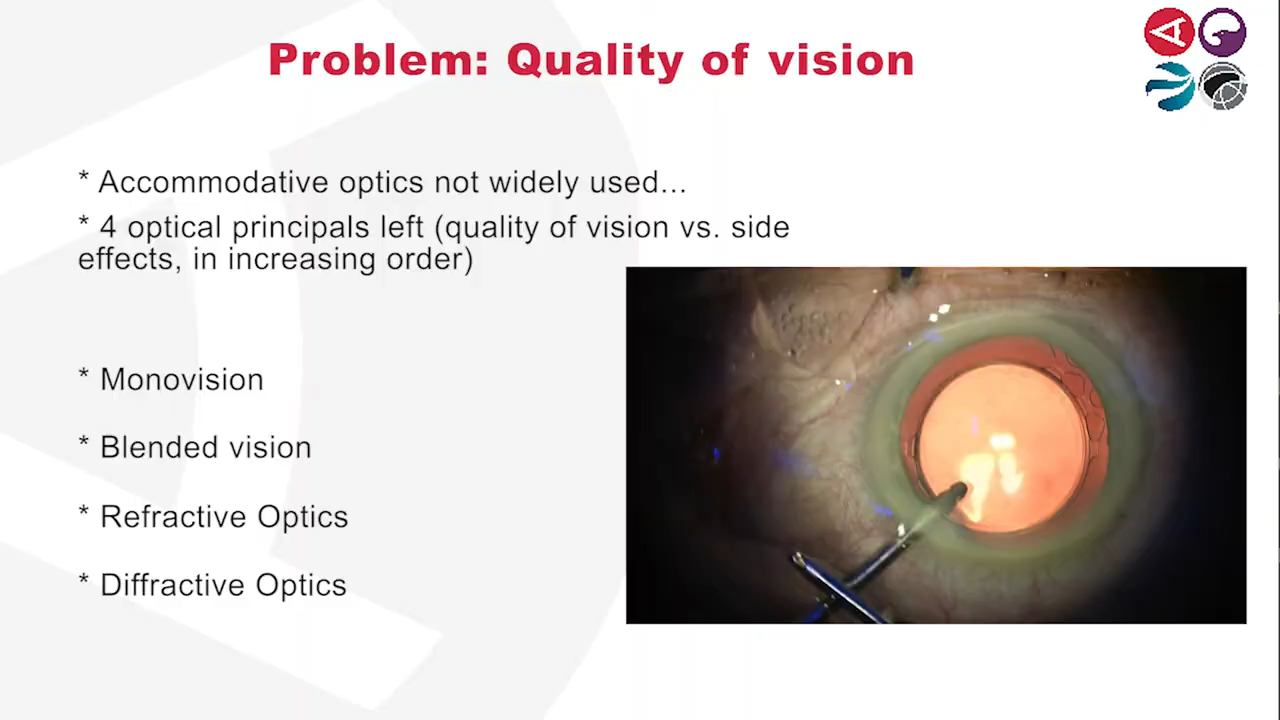 Problem: Quality of vision
* Accommodative optics not widely used...
* 4 optical principals left (quality of vision vs. side
effects, in increasing order)
* Monovision
* Blended vision
* Refractive Optics
* Diffractive Optics